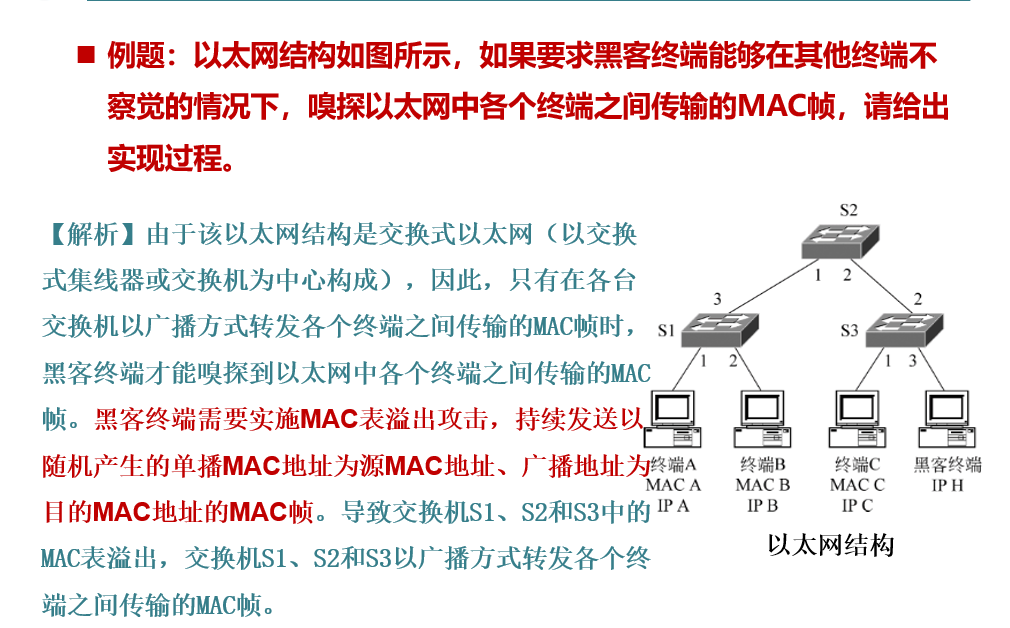 例题：以太网结构如图所示，如果要求黑客终端能够在其他终端不
察觉的情况下，嗅探以太网中各个终端之间传输的MAC帧，请给出
实现过程。
【解析】由于该以太网结构是交换式以太网（以交换
式集线器或交换机为中心构成），因此，只有在各台
交换机以广播方式转发各个终端之间传输的MAC帧时，
黑客终端才能嗅探到以太网中各个终端之间传输的MAC
帧。黑客终端需要实施MAC表溢出攻击，持续发送以
随机产生的单播MAC地址为源MAC地址、广播地址为
目的MAC地址的MAC帧。导致交换机S1、S2和S3中的
MAC表溢出，交换机S1、S2和S3以广播方式转发各个终
端之间传输的MAC帧。
S2
1 2
3 2
S1 S3
1 2 1 3
终端A 终端B 终端C 黑客终端
MAC A MAC B MAC C IP H
IP A IP B IP C
以太网结构